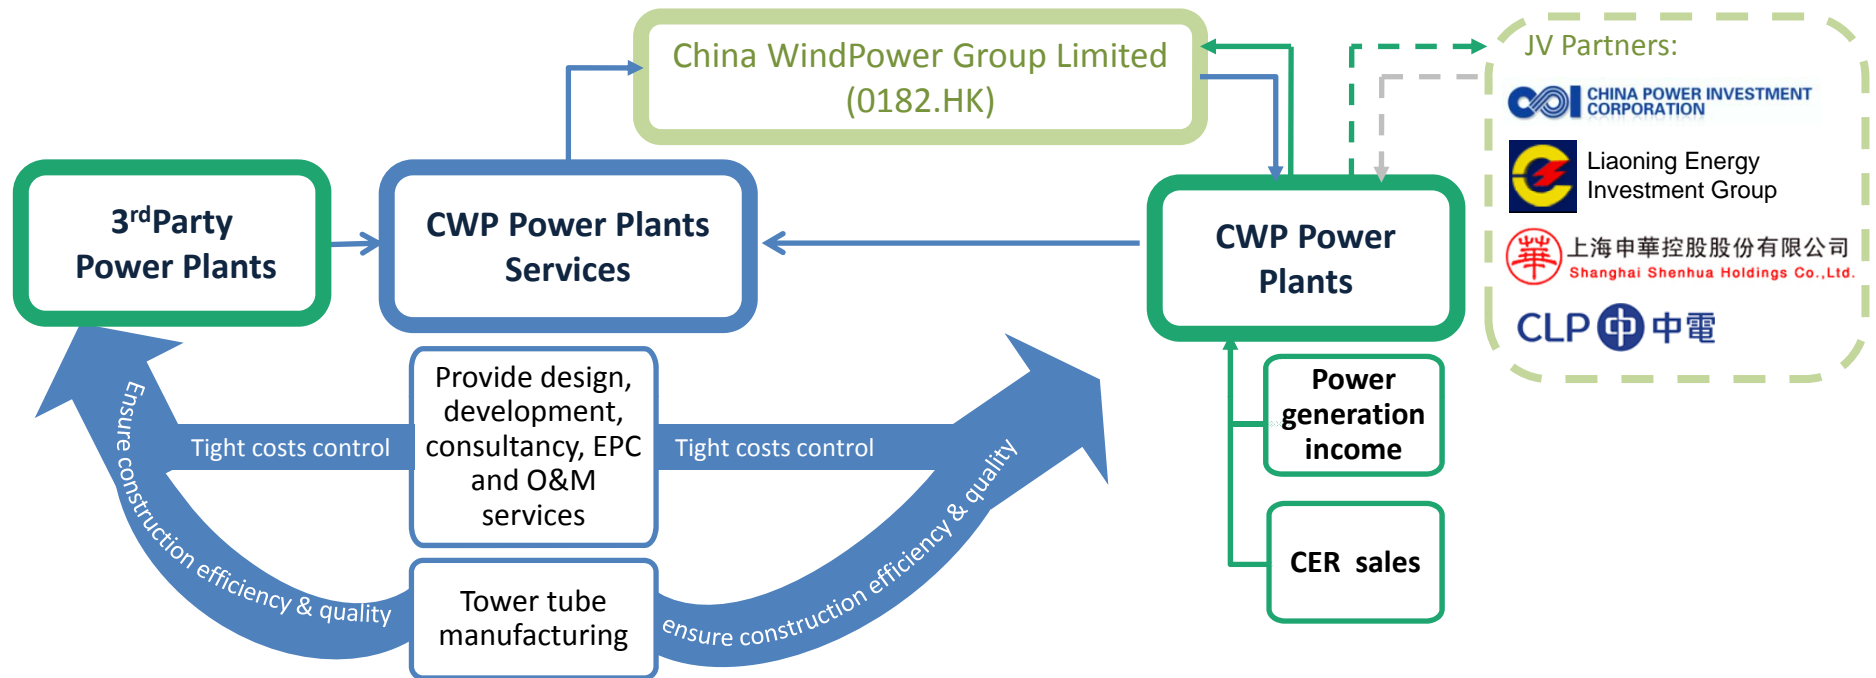 China WindPower Group Limited
(0182.HK)
JV Partners:
CHINA POWER INVESTMENT
CORPORATION
Liaoning Energy
Investment Group
上海申華控股股份有限公司
Shanghai Shenhua Holdings Co.,Ltd.
CLP 中電
3rdParty
Power Plants
CWP Power Plants
Services
CWP Power
Plants
Provide design,
development,
consultancy, EPC
and O&M
services
Tight costs control
Tight costs control
Ensure construction efficiency & quality
ensure construction efficiency & quality
Tower tube
manufacturing
Power
generation
income
CER sales